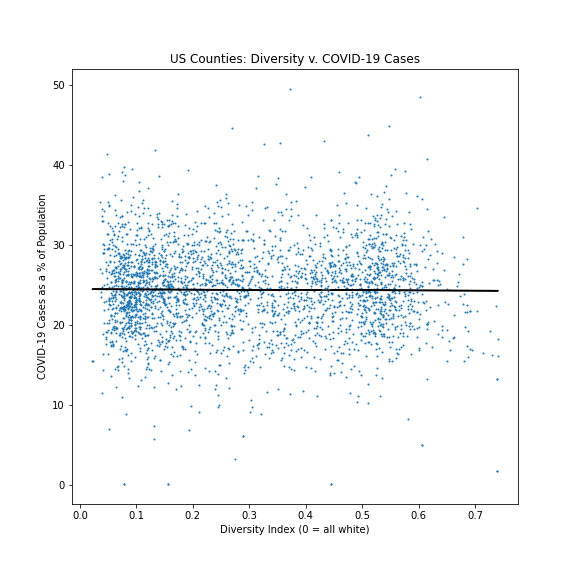 US Counties: Diversity v. COVID-19 Cases
COVID-19 Cases as a % of Population
50
40
30
20
10
0
0.0 0.1 0.2 0.3 0.4 0.5 0.6 0.7
Diversity Index (0 = all white)